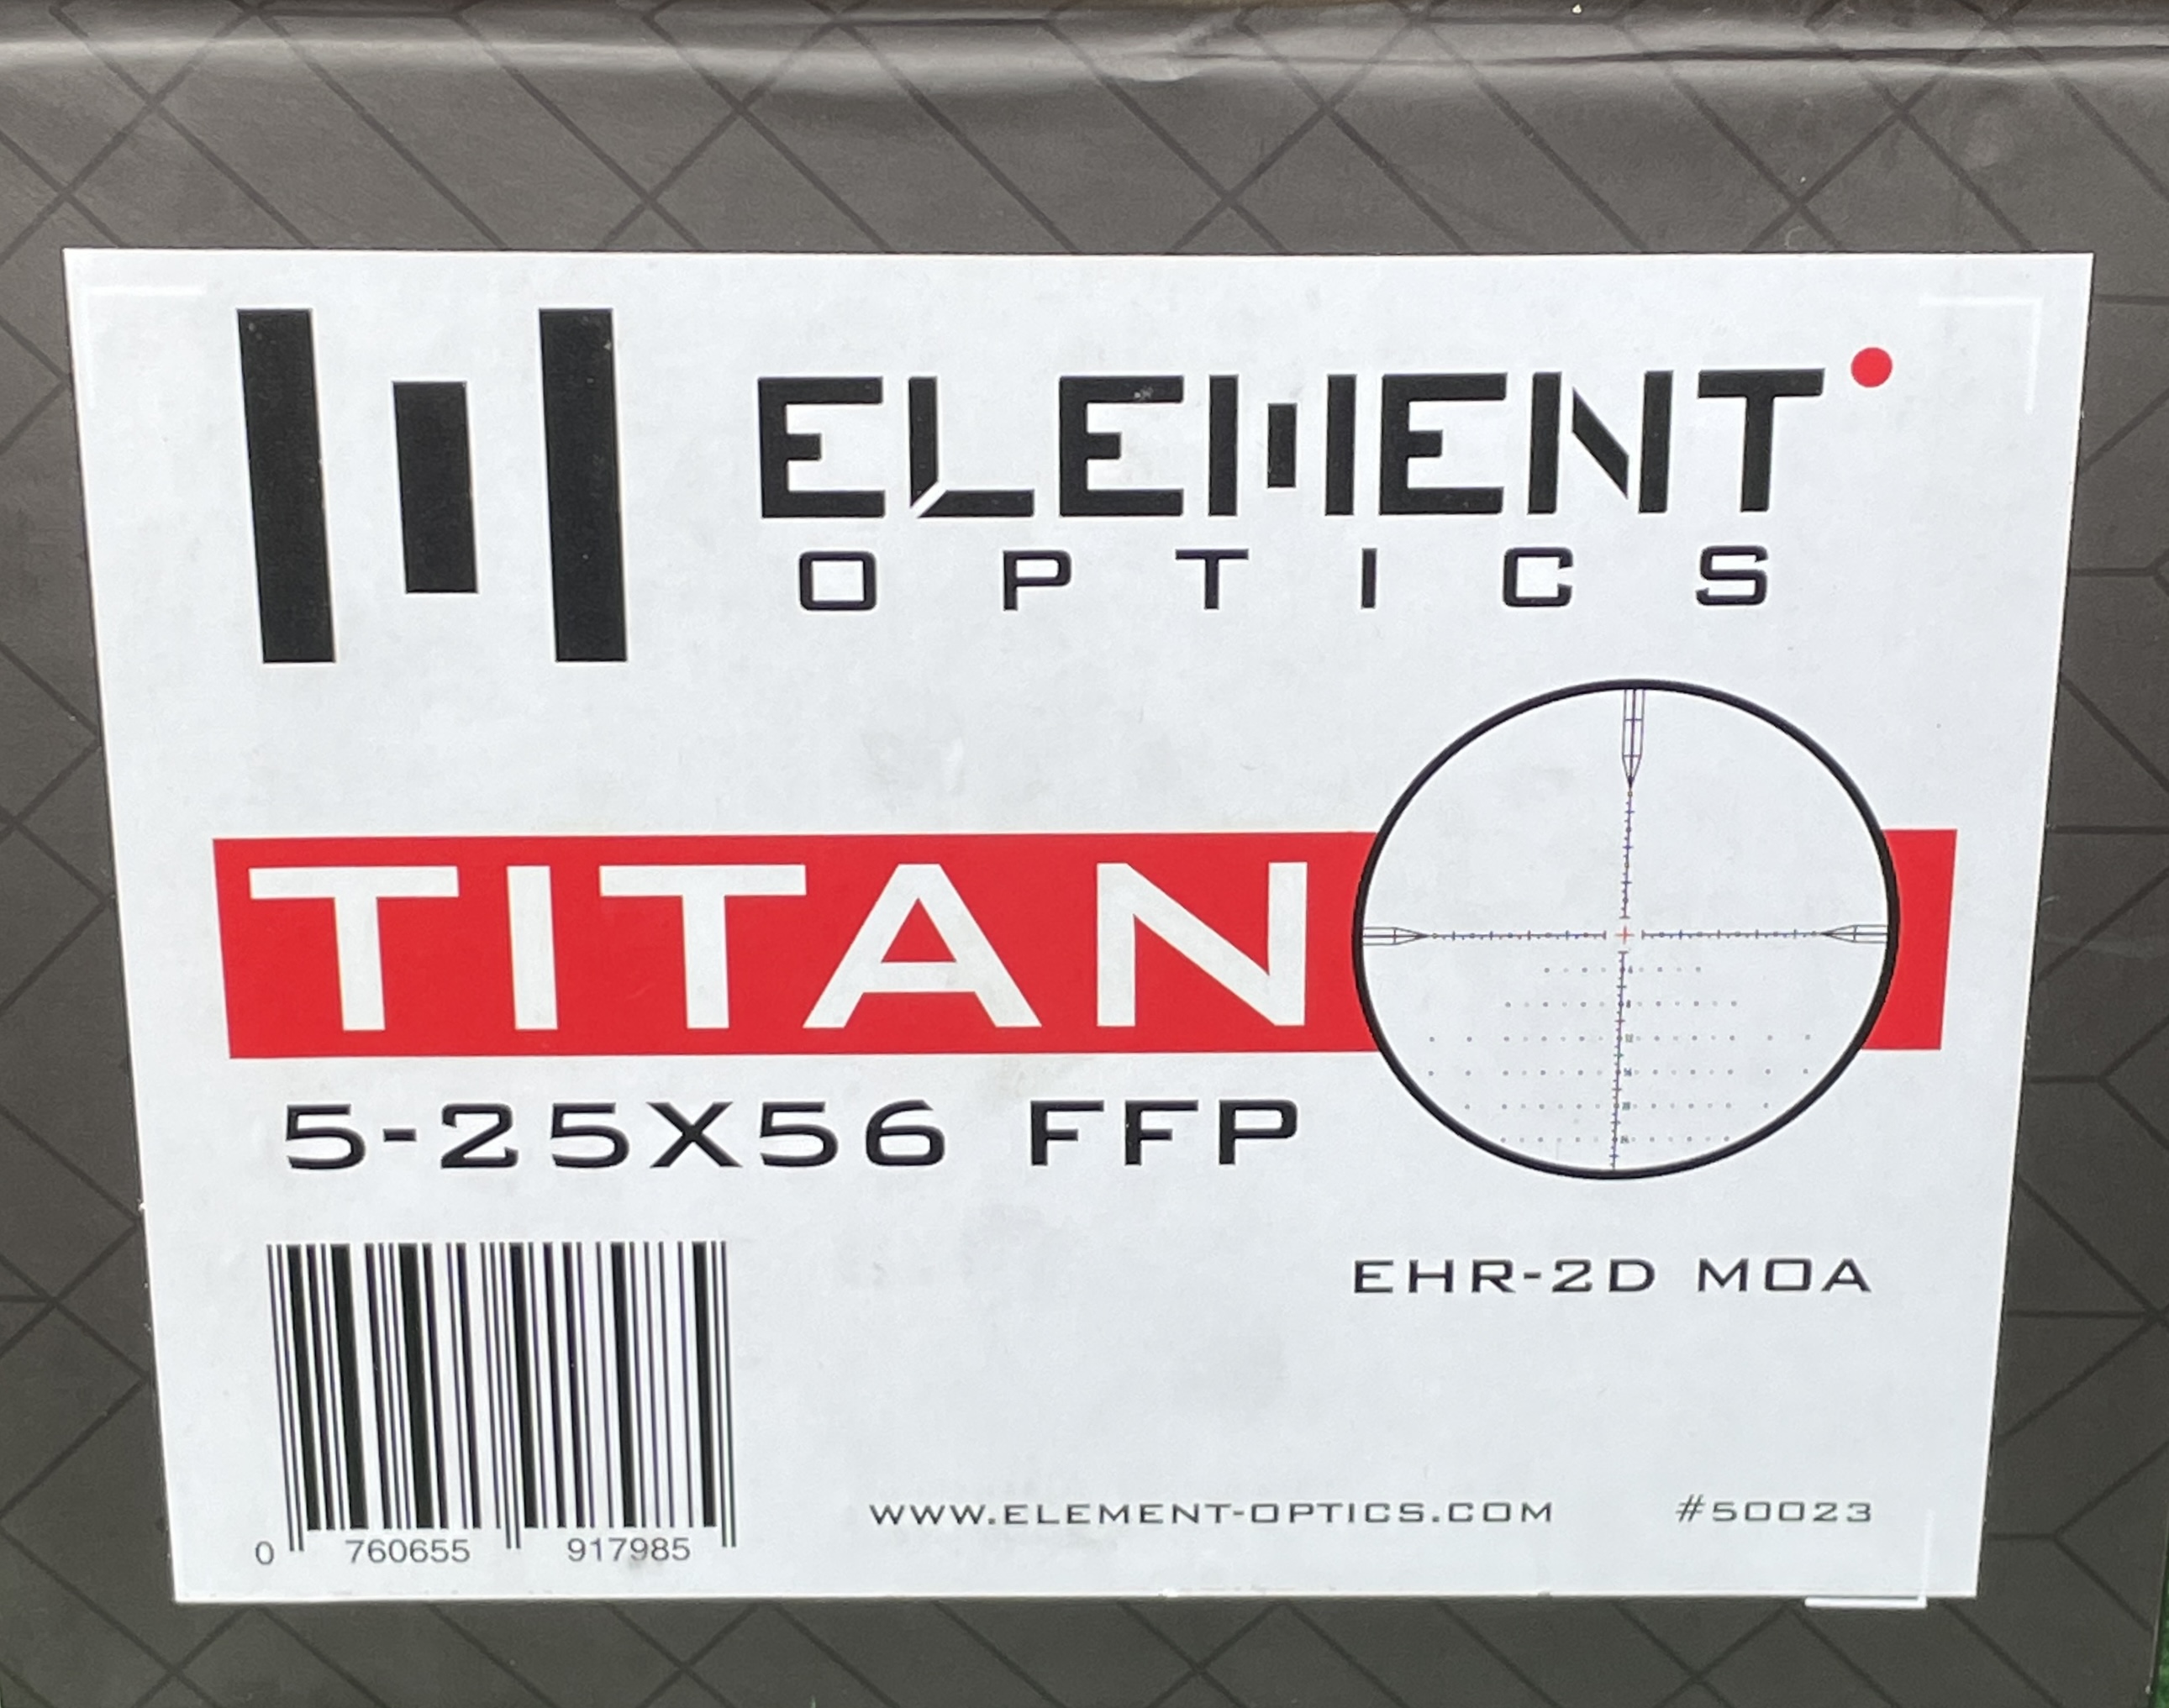 ELEMENT
OPTICS
TITAN
5-25X56 FFP
EHR-2D MOA
0 760655 917985
WWW.ELEMENT-OPTICS.COM #50023